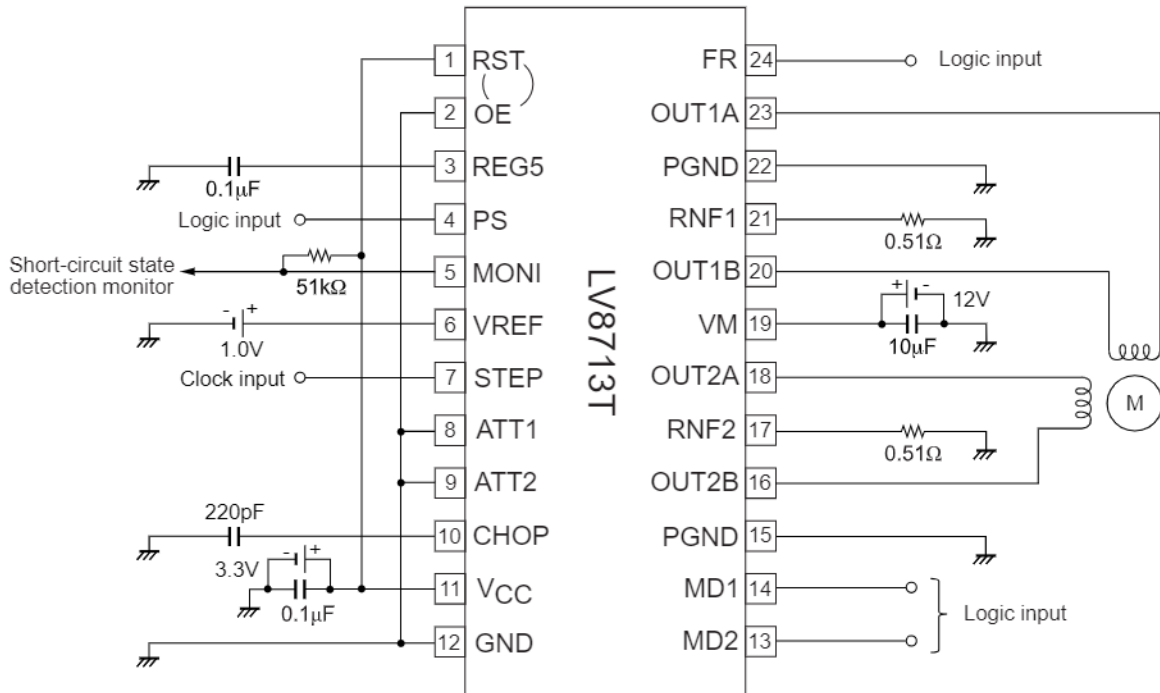 1 RST
2 OE
3 REG5
0.1µF
Logic input
4 PS
Short-circuit state
detection monitor
51kΩ
5 MONI
- +
1.0V
6 VREF
Clock input
7 STEP
8 ATT1
9 ATT2
220pF
10 CHOP
- +
3.3V
0.1µF
11 VCC
12 GND
LV8713T
FR 24
Logic input
OUT1A 23
PGND 22
RNF1 21
0.51Ω
OUT1B 20
+ -
12V
VM 19
10µF
OUT2A 18
M
RNF2 17
0.51Ω
OUT2B 16
PGND 15
MD1 14
Logic input
MD2 13